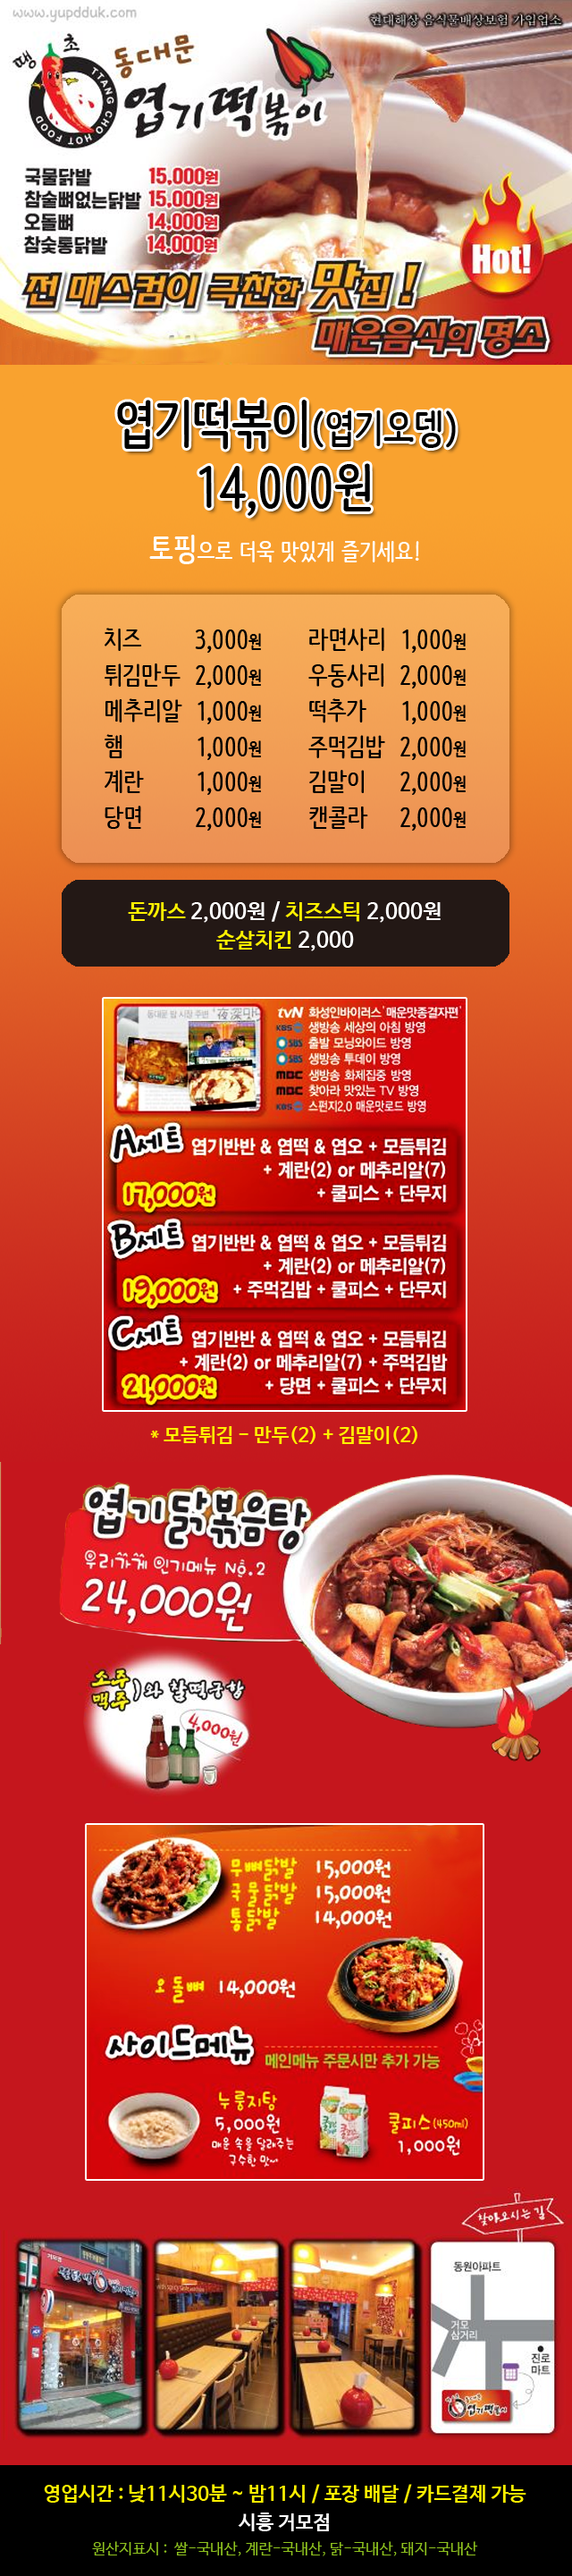 www.yupdduk.com
현대해상 음식물배상보험 가입업소
땡초
TTANG CHO HOT FOOD
동대문
엽기떡볶이
국물닭발 15,000원
참숯뼈없는닭발 15,000원
오돌뼈 14,000원
참숯통닭발 14,000원
Hot!
전 매스컴이 극찬한 맛집!
매운음식의 명소
엽기떡볶이(엽기오뎅)
14,000원
토핑으로 더욱 맛있게 즐기세요!
치즈 3,000원 라면사리 1,000원
튀김만두 2,000원 우동사리 2,000원
메추리알 1,000원 떡추가 1,000원
햄 1,000원 주먹김밥 2,000원
계란 1,000원 김말이 2,000원
당면 2,000원 캔콜라 2,000원
돈까스 2,000원 / 치즈스틱 2,000원
순살치킨 2,000
tvN 화성인바이러스'매운맛종결자편'
KBS 생방송 세상의 아침 방영
SBS 출발 모닝와이드 방영
SBS 생방송 투데이 방영
MBC 생방송 화제집중 방영
MBC 찾아라 맛있는 TV 방영
KBS 스펀지2.0 매운맛로드 방영
A세트 엽기반반 & 엽떡 & 엽오 + 모듬튀김
+ 계란(2) or 메추리알(7)
17,000원 + 쿨피스 + 단무지
B세트 엽기반반 & 엽떡 & 엽오 + 모듬튀김
+ 계란(2) or 메추리알(7)
19,000원 + 주먹김밥 + 쿨피스 + 단무지
C세트 엽기반반 & 엽떡 & 엽오 + 모듬튀김
+ 계란(2) or 메추리알(7) + 주먹김밥
21,000원 + 당면 + 쿨피스 + 단무지
* 모듬튀김 - 만두(2) + 김말이(2)
엽기닭볶음탕
우리가게 인기메뉴 No.2
24,000원
소주
맥주)와 찰떡궁합
4,000원
무뼈닭발 15,000원
국물닭발 15,000원
통닭발 14,000원
오돌뼈 14,000원
사이드메뉴 메인메뉴 주문시만 추가 가능
누룽지탕
5,000원
매운 속을 달래주는
구수한 맛~
쿨피스(450ml)
1,000원
찾아오시는 길
동원아파트
거모
삼거리
진로
마트
동대문
엽기떡볶이
영업시간 : 낮11시30분 ~ 밤11시 / 포장 배달 / 카드결제 가능
시흥 거모점
원산지표시 : 쌀-국내산, 계란-국내산, 닭-국내산, 돼지-국내산